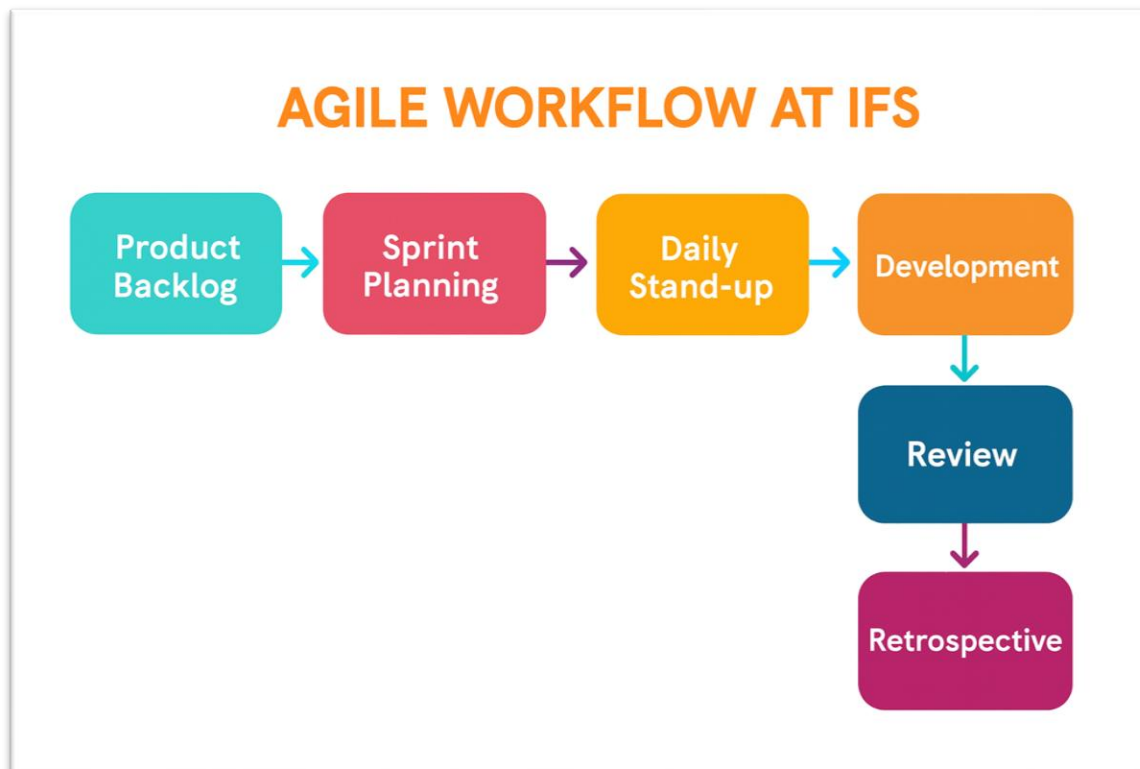 AGILE WORKFLOW AT IFS
Product
Backlog
Sprint
Planning
Daily
Stand-up
Development
Review
Retrospective